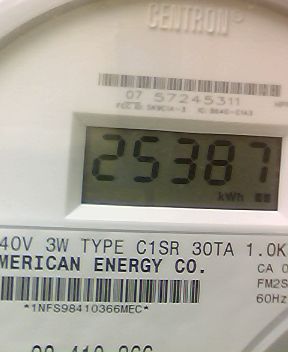 CENTRON®
07 57245311
25387
kWh
40V 3W TYPE C1SR 30TA 1.0K
MERICAN ENERGY CO.
CA 0
FM2S
*1NFS98410366MEC*
60Hz